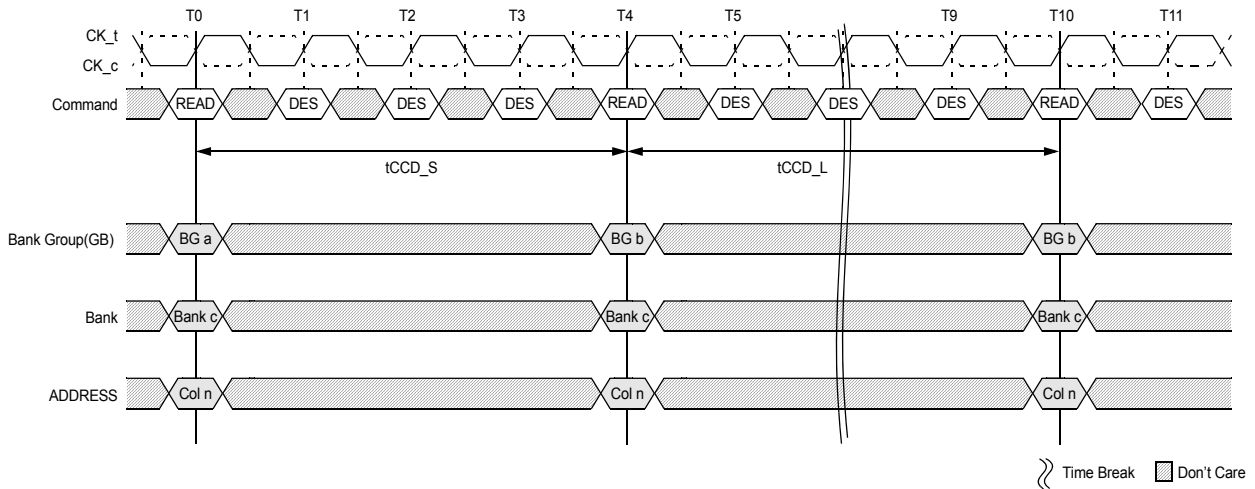 T0 T1 T2 T3 T4 T5 T9 T10 T11
CK_t
CK_c
Command READ DES DES DES READ DES DES DES READ DES
tCCD_S tCCD_L
Bank Group(GB) BG a BG b BG b
Bank Bank c Bank c Bank c
ADDRESS Col n Col n Col n
Time Break Don't Care